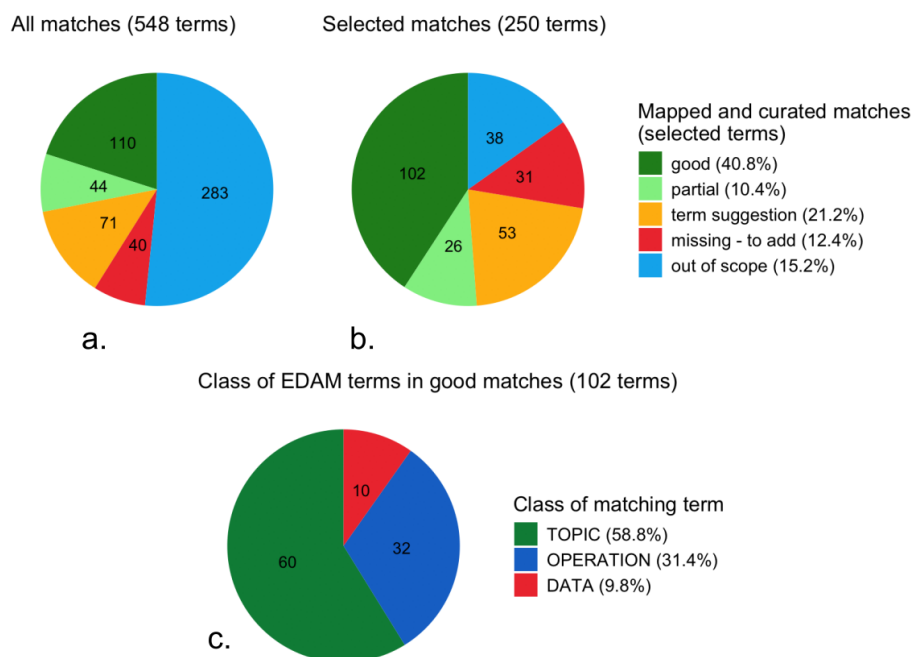 All matches (548 terms)
Selected matches (250 terms)
110
44
71
40
283
102
26
53
31
38
Mapped and curated matches
(selected terms)
good (40.8%)
partial (10.4%)
term suggestion (21.2%)
missing - to add (12.4%)
out of scope (15.2%)
a.
b.
Class of EDAM terms in good matches (102 terms)
10
60
32
Class of matching term
TOPIC (58.8%)
OPERATION (31.4%)
DATA (9.8%)
c.